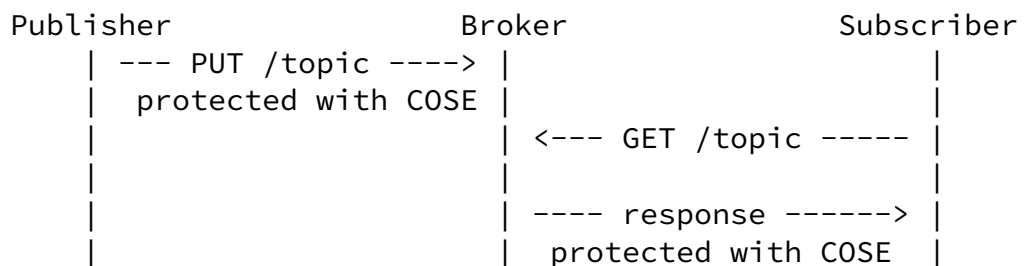 Publisher                Broker               Subscriber
     | --- PUT /topic ----> |                       |
     |  protected with COSE |                       |
     |                      | <--- GET /topic ----- |
     |                      |                       |
     |                      | ---- response ------> |
     |                      |  protected with COSE  |